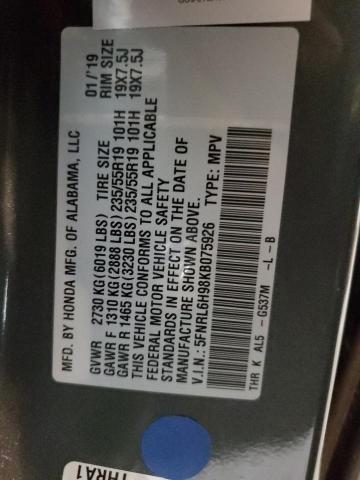 MFD. BY HONDA MFG. OF ALABAMA, LLC 01/'19
GVWR 2730 KG(6019 LBS) TIRE SIZE RIM SIZE
GAWR F 1310 KG(2888 LBS) 235/55R19 101H 19X7.5J
GAWR R 1465 KG(3230 LBS) 235/55R19 101H 19X7.5J
THIS VEHICLE CONFORMS TO ALL APPLICABLE
FEDERAL MOTOR VEHICLE SAFETY
STANDARDS IN EFFECT ON THE DATE OF
MANUFACTURE SHOWN ABOVE.
V.I.N.: 5FNRL6H98KB075926 TYPE: MPV
THR K AL5 - G537M -L -B
THRA1